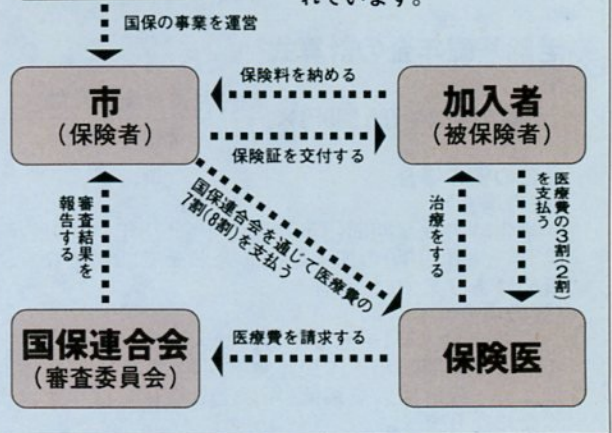 れています。
国保の事業を運営
市
(保険者)
保険料を納める
保険証を交付する
加入者
(被保険者)
審査結果を
報告する
国保連合会を通じて医療費の
7割(8割)を支払う
治療をする
医療費の3割(2割)
を支払う
国保連合会
(審査委員会)
医療費を請求する
保険医